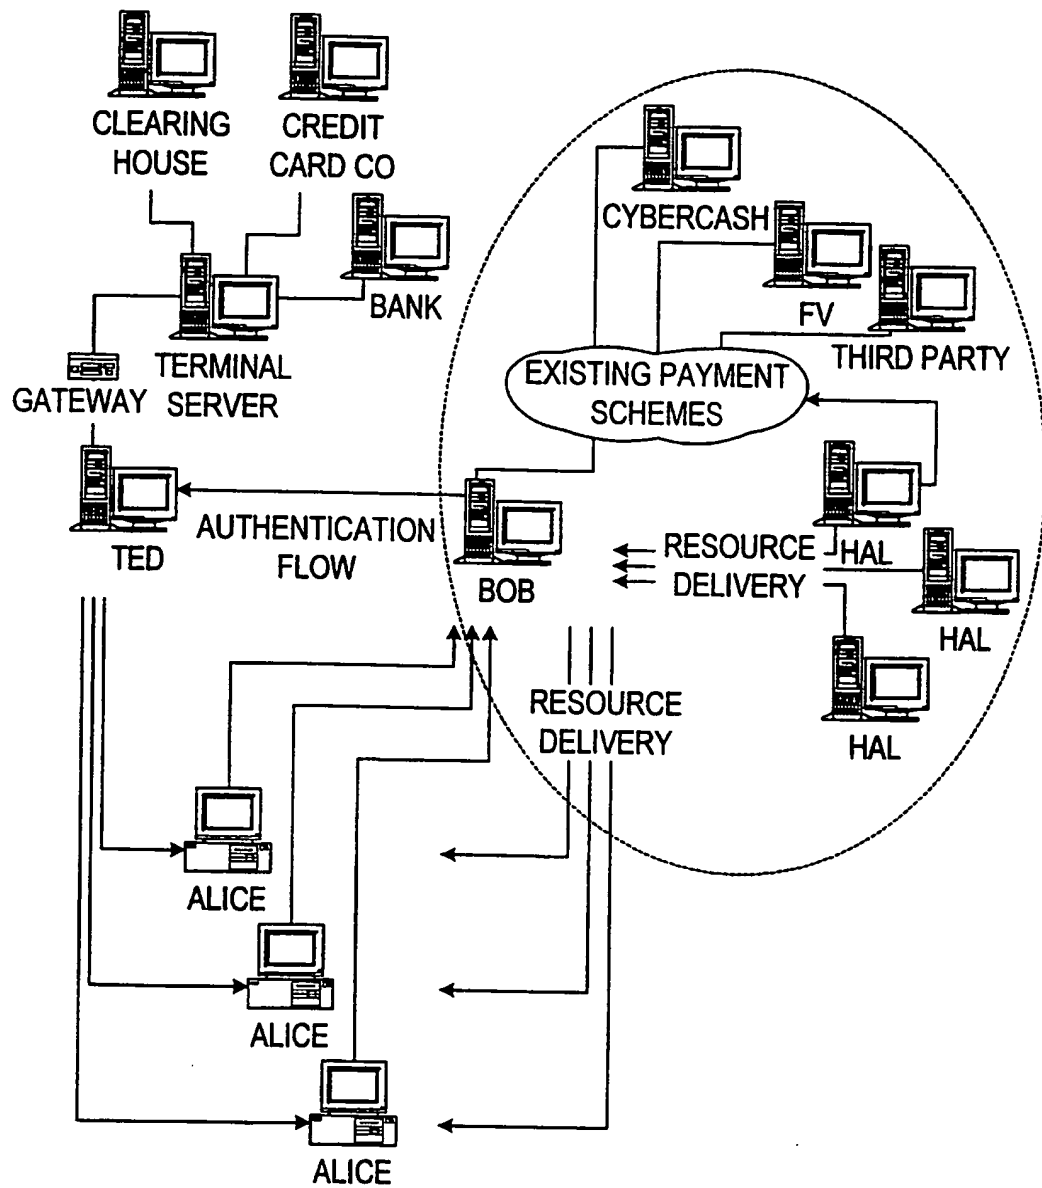 CLEARING
HOUSE
CREDIT
CARD CO
CYBERCASH
BANK
FV
THIRD PARTY
TERMINAL
SERVER
GATEWAY
EXISTING PAYMENT
SCHEMES
TED
AUTHENTICATION
FLOW
BOB
RESOURCE
DELIVERY
HAL
HAL
HAL
RESOURCE
DELIVERY
ALICE
ALICE
ALICE